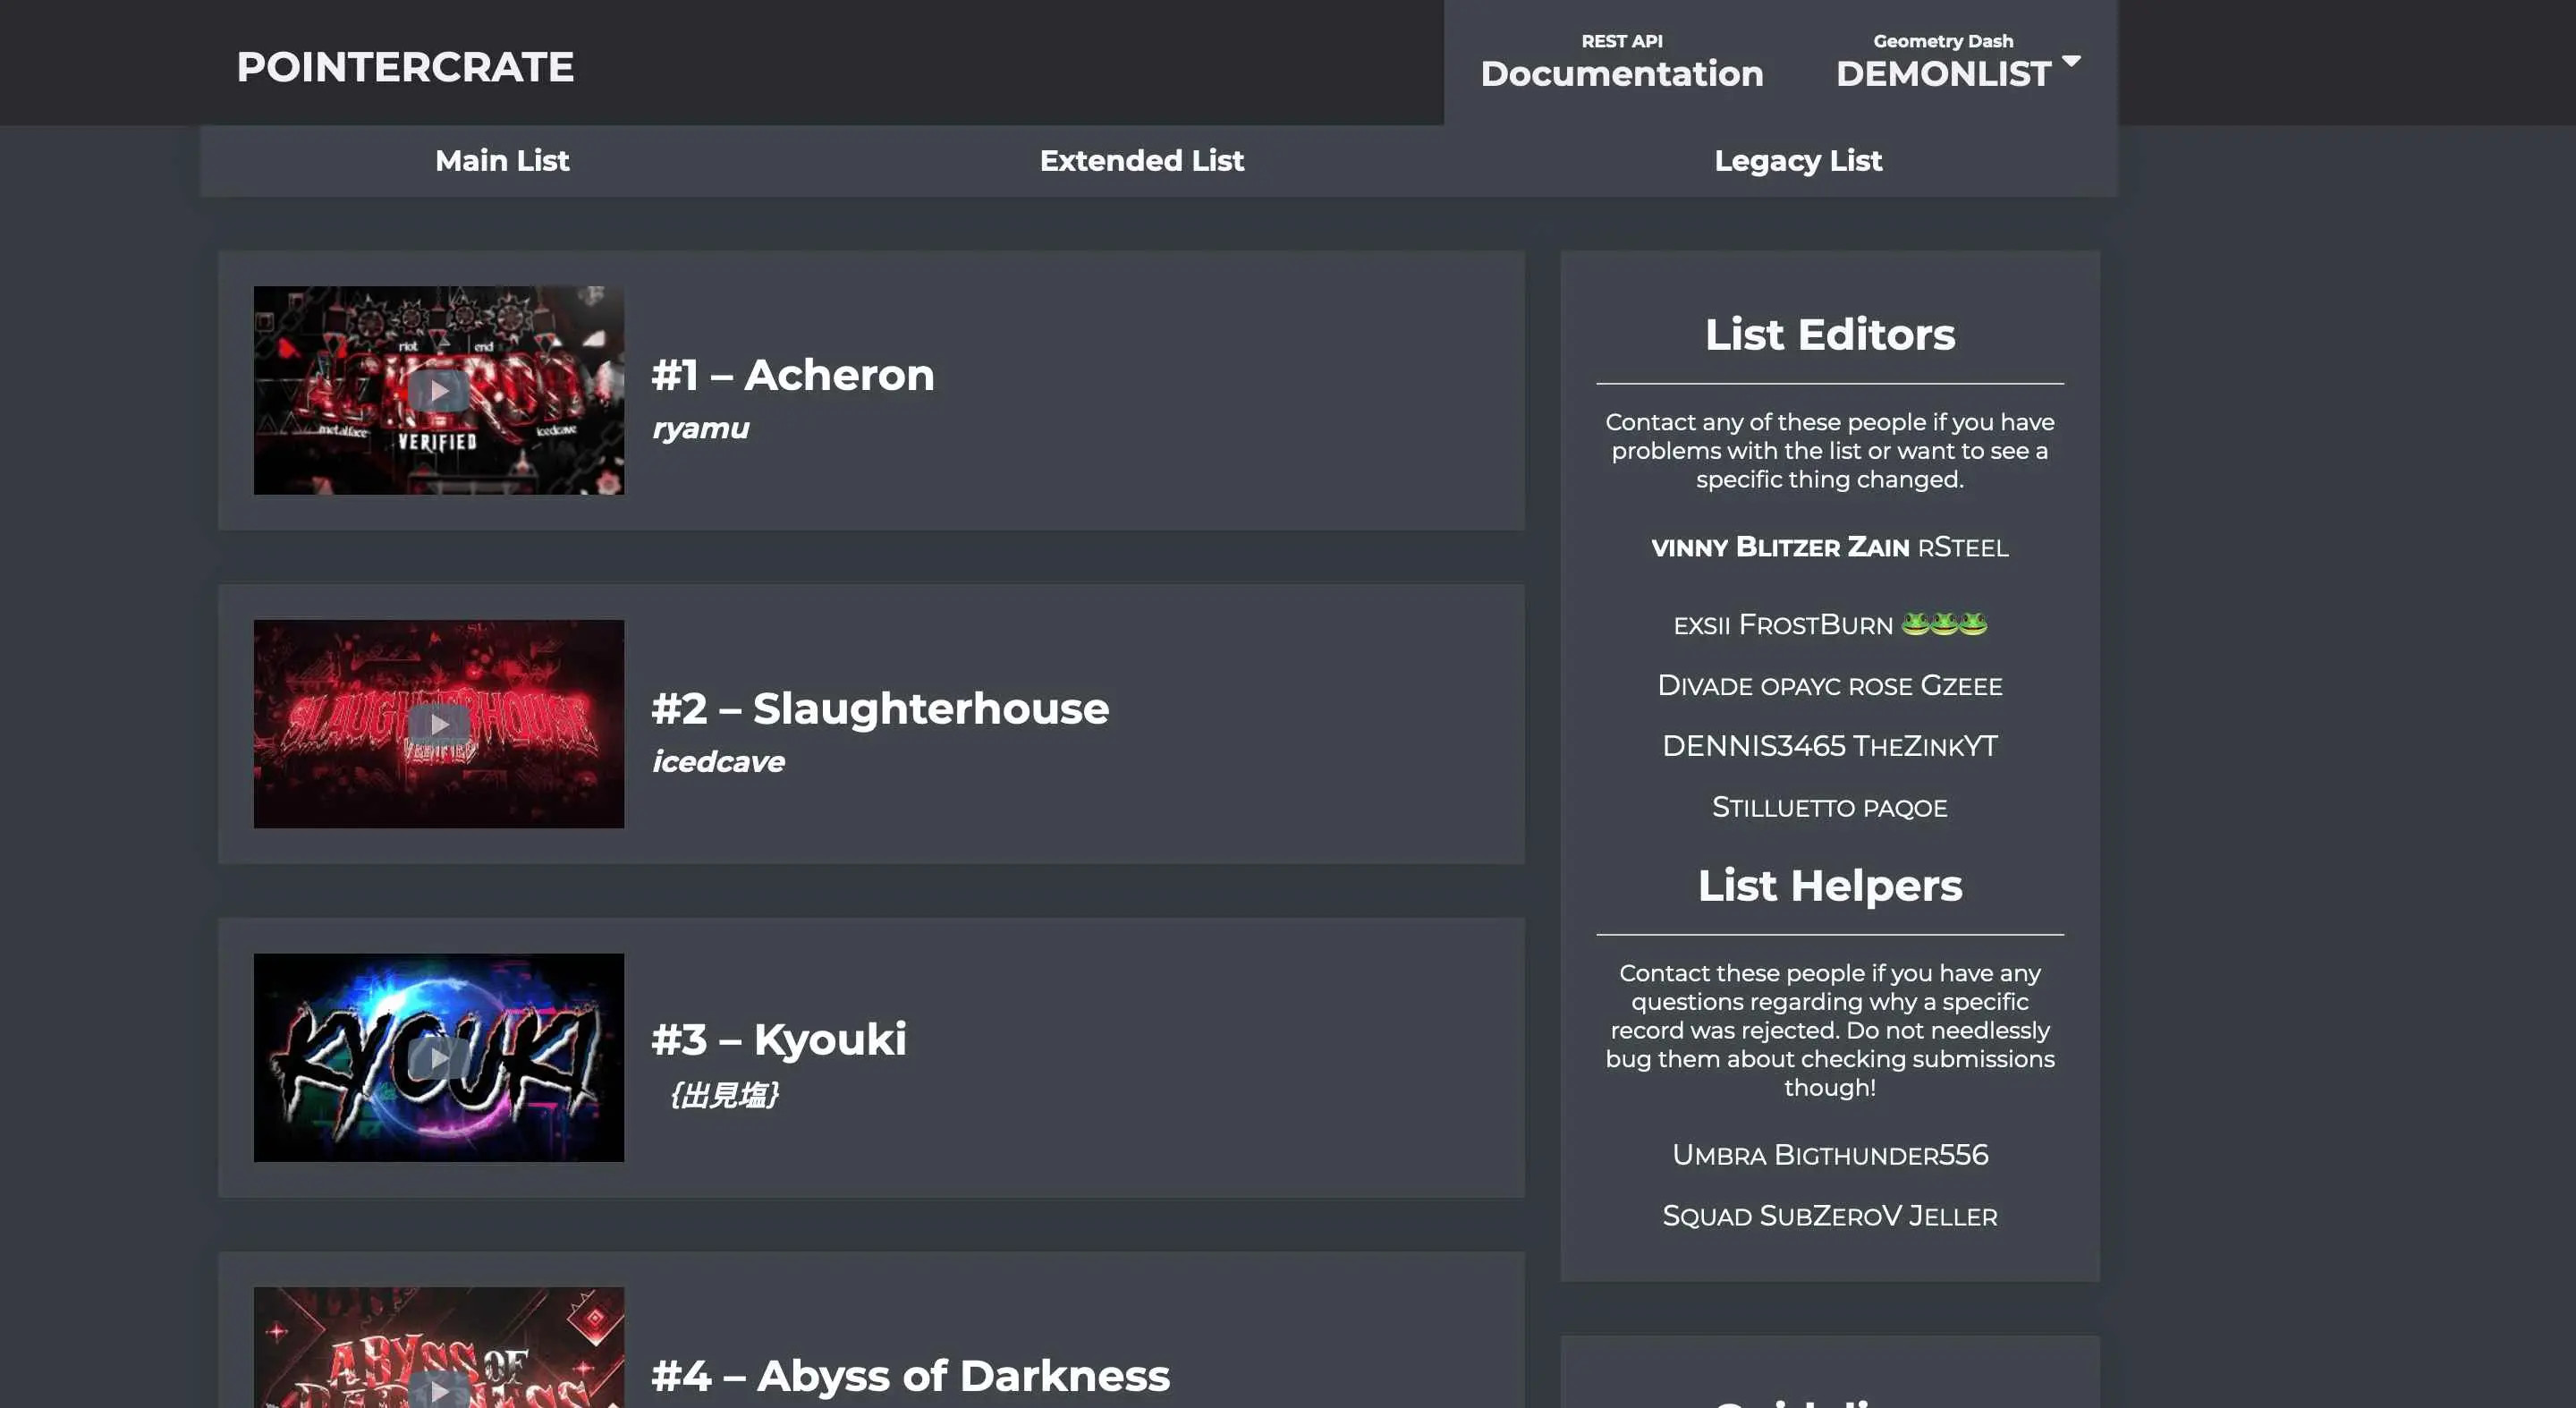 POINTERCRATE
REST API
Documentation
Geometry Dash
DEMONLIST
Main List
Extended List
Legacy List
riot end
ACHERON
metalface icedcave
VERIFIED
#1 – Acheron
ryamu
SLAUGHTERHOUSE
VERIFIED
#2 – Slaughterhouse
icedcave
KYOUKI
#3 – Kyouki
{出見塩}
ABYSS OF
DARKNESS
#4 – Abyss of Darkness
List Editors
Contact any of these people if you have
problems with the list or want to see a
specific thing changed.
vinny Blitzer Zain rSteel
exsii FrostBurn 🐸🐸🐸
Divade opayc rose Gzeee
DENNIS3465 TheZinkYT
Stilluetto paqoe
List Helpers
Contact these people if you have any
questions regarding why a specific
record was rejected. Do not needlessly
bug them about checking submissions
though!
Umbra Bigthunder556
Squad SubZeroV Jeller